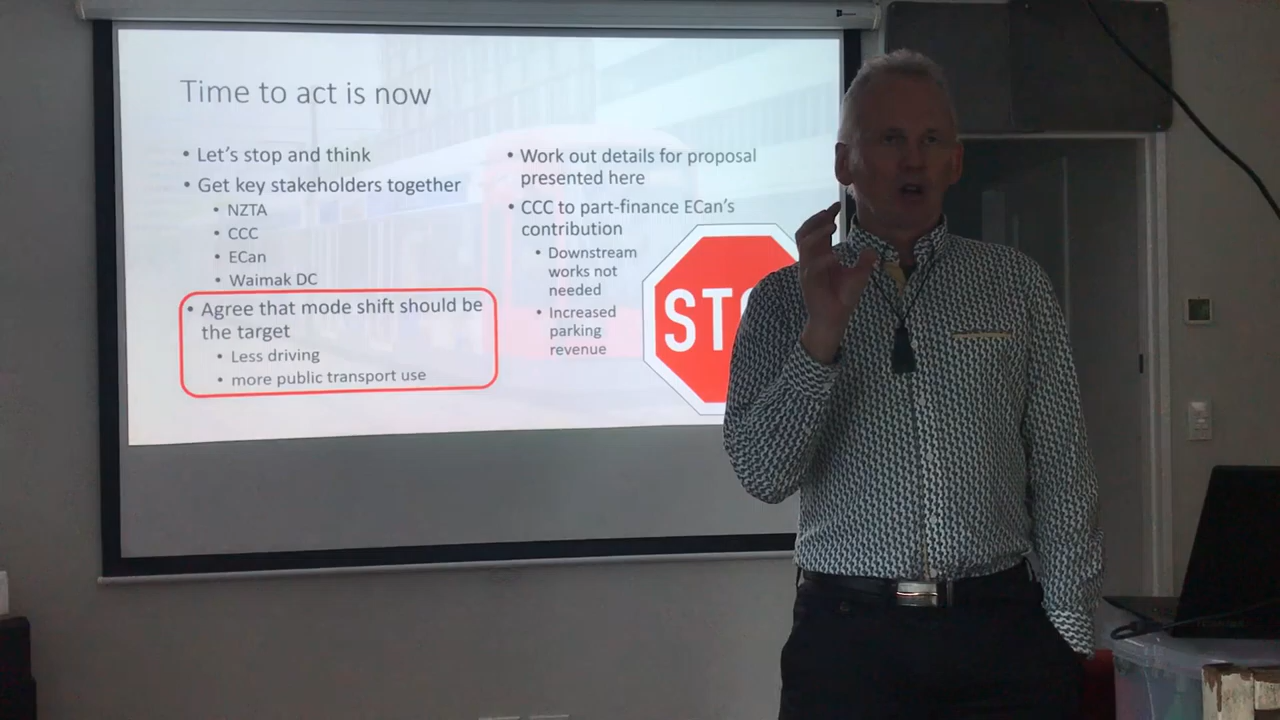 Time to act is now
• Let's stop and think
• Get key stakeholders together
• NZTA
• CCC
• ECan
• Waimak DC
• Agree that mode shift should be
the target
• Less driving
• more public transport use
• Work out details for proposal
presented here
• CCC to part-finance ECan's
contribution
• Downstream
works not
needed
• Increased
parking
revenue
STO